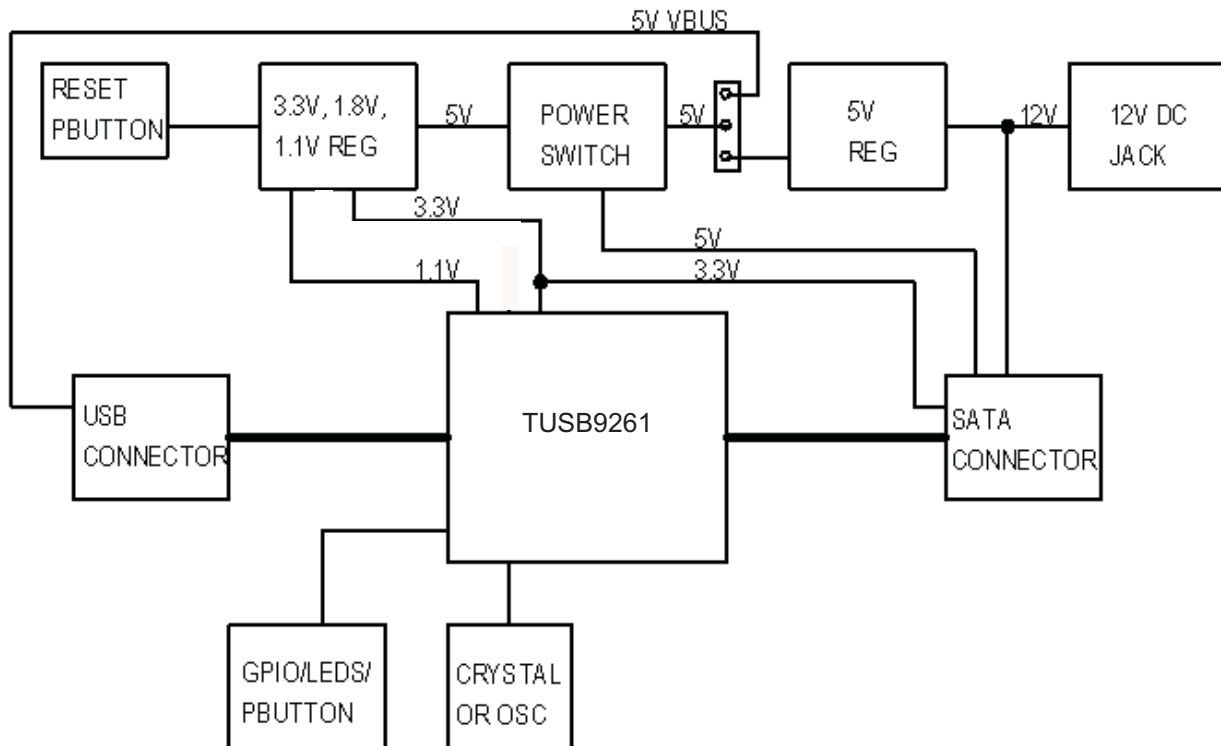 5V VBUS
RESET
PBUTTON
3.3V, 1.8V,
1.1V REG
5V
POWER
SWITCH
5V
5V
REG
12V
12V DC
JACK
3.3V
5V
1.1V
3.3V
USB
CONNECTOR
TUSB9261
SATA
CONNECTOR
GPIO/LEDS/
PBUTTON
CRYSTAL
OR OSC